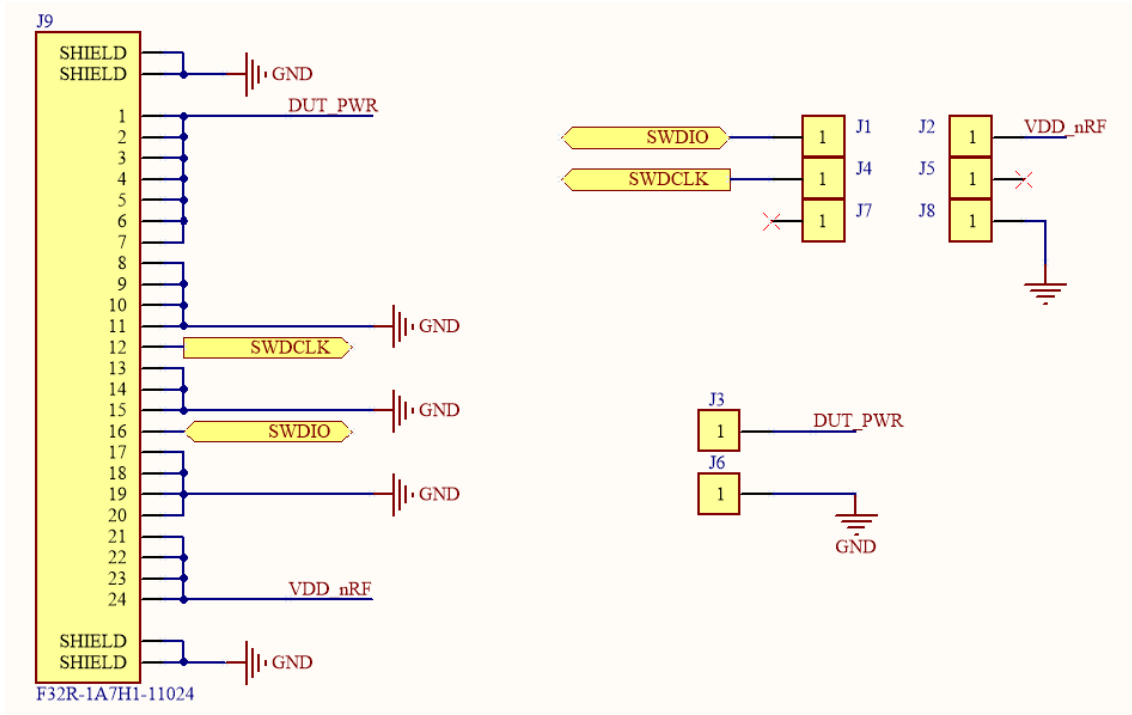 J9
SHIELD
SHIELD
GND
1
DUT_PWR
2
3
4
5
6
7
8
9
10
11
GND
12
SWDCLK
13
14
15
GND
16
SWDIO
17
18
19
GND
20
21
22
23
24
VDD_nRF
SHIELD
SHIELD
GND
F32R-1A7H1-11024
SWDIO
1
J1
SWDCLK
1
J4
1
J7
J2
1
VDD_nRF
J5
1
J8
1
J3
1
DUT_PWR
J6
1
GND